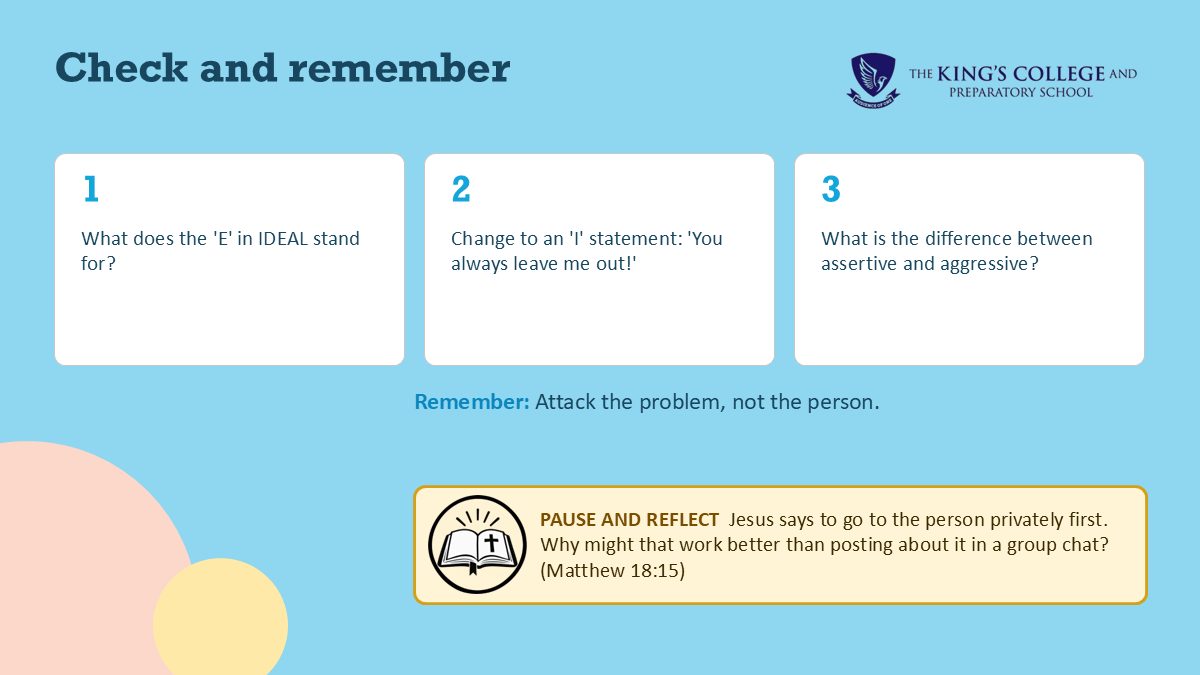 Check and remember
THE KING'S COLLEGE AND
PREPARATORY SCHOOL
1
What does the 'E' in IDEAL stand
for?
2
Change to an 'I' statement: 'You
always leave me out!'
3
What is the difference between
assertive and aggressive?
Remember: Attack the problem, not the person.
PAUSE AND REFLECT Jesus says to go to the person privately first.
Why might that work better than posting about it in a group chat?
(Matthew 18:15)